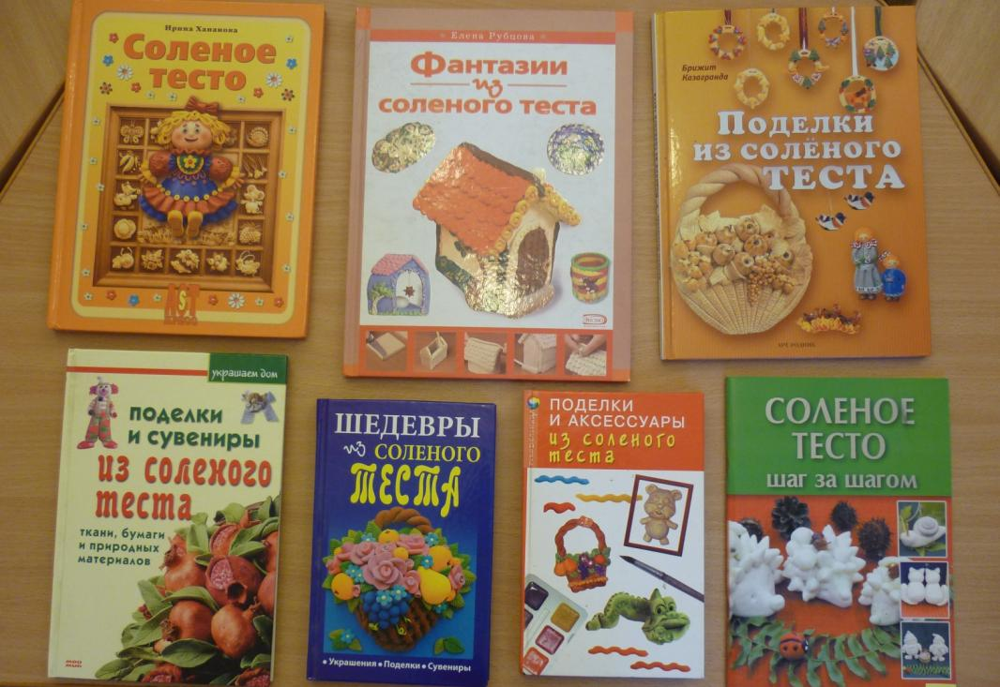 Ирина Хананова
Соленое
тесто
АСТ
Елена Рубцова
Фантазии
из
соленого теста
ЭКСМО
Брижит
Казагранда
Поделки
из солёного
теста
АРТ-РОДНИК
украшаем дом
поделки
и сувениры
из соленого
теста
ткани, бумаги
и природных
материалов
ШЕДЕВРЫ
из СОЛЕНОГО
ТЕСТА
• Украшения • Поделки • Сувениры
ПОДЕЛКИ
И АКСЕССУАРЫ
из соленого
теста
СОЛЕНОЕ
ТЕСТО
шаг за шагом